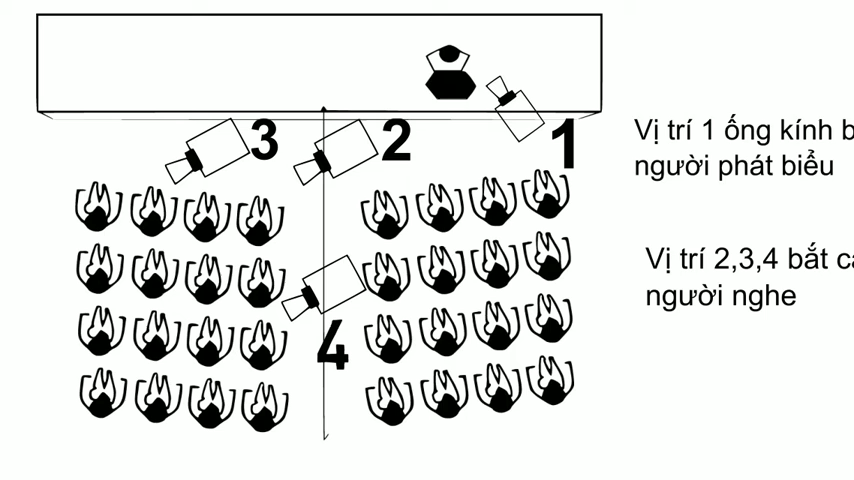 3
2
1
4
Vị trí 1 ống kính
người phát biểu
Vị trí 2,3,4 bắt
người nghe